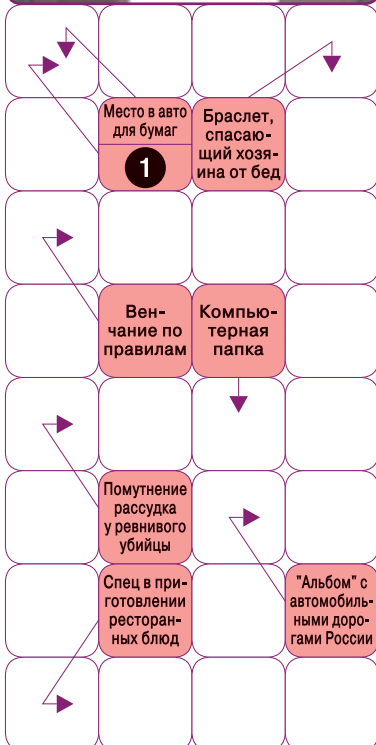 Место в авто
для бумаг
1
Браслет,
спасаю-
щий хозя-
ина от бед
Вен-
чание по
правилам
Компью-
терная
папка
Помутнение
рассудка
у ревнивого
убийцы
Спец в при-
готовлении
ресторан-
ных блюд
"Альбом" с
автомобиль-
ными доро-
гами России